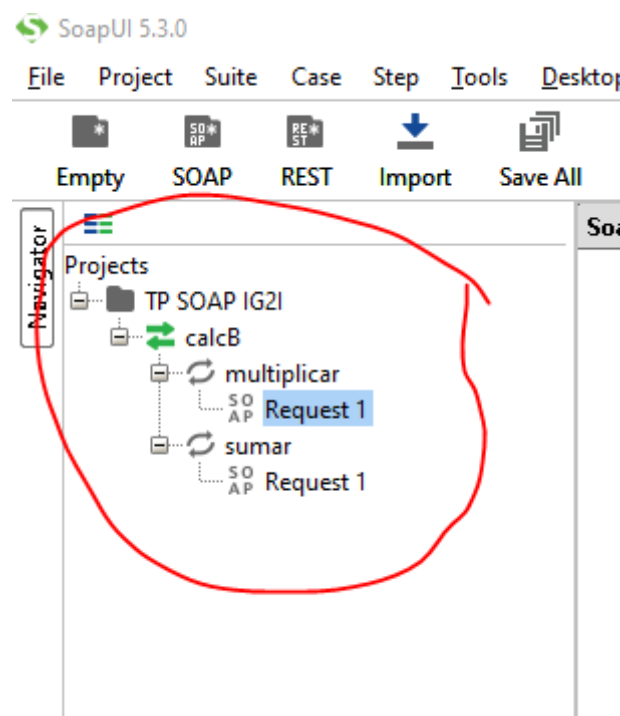 SoapUI 5.3.0
File Project Suite Case Step Tools Desktop
SO AP RE ST
Empty SOAP REST Import Save All
Navigator
Soa
Projects
TP SOAP IG2I
calcB
multiplicar
SO AP Request 1
sumar
SO AP Request 1